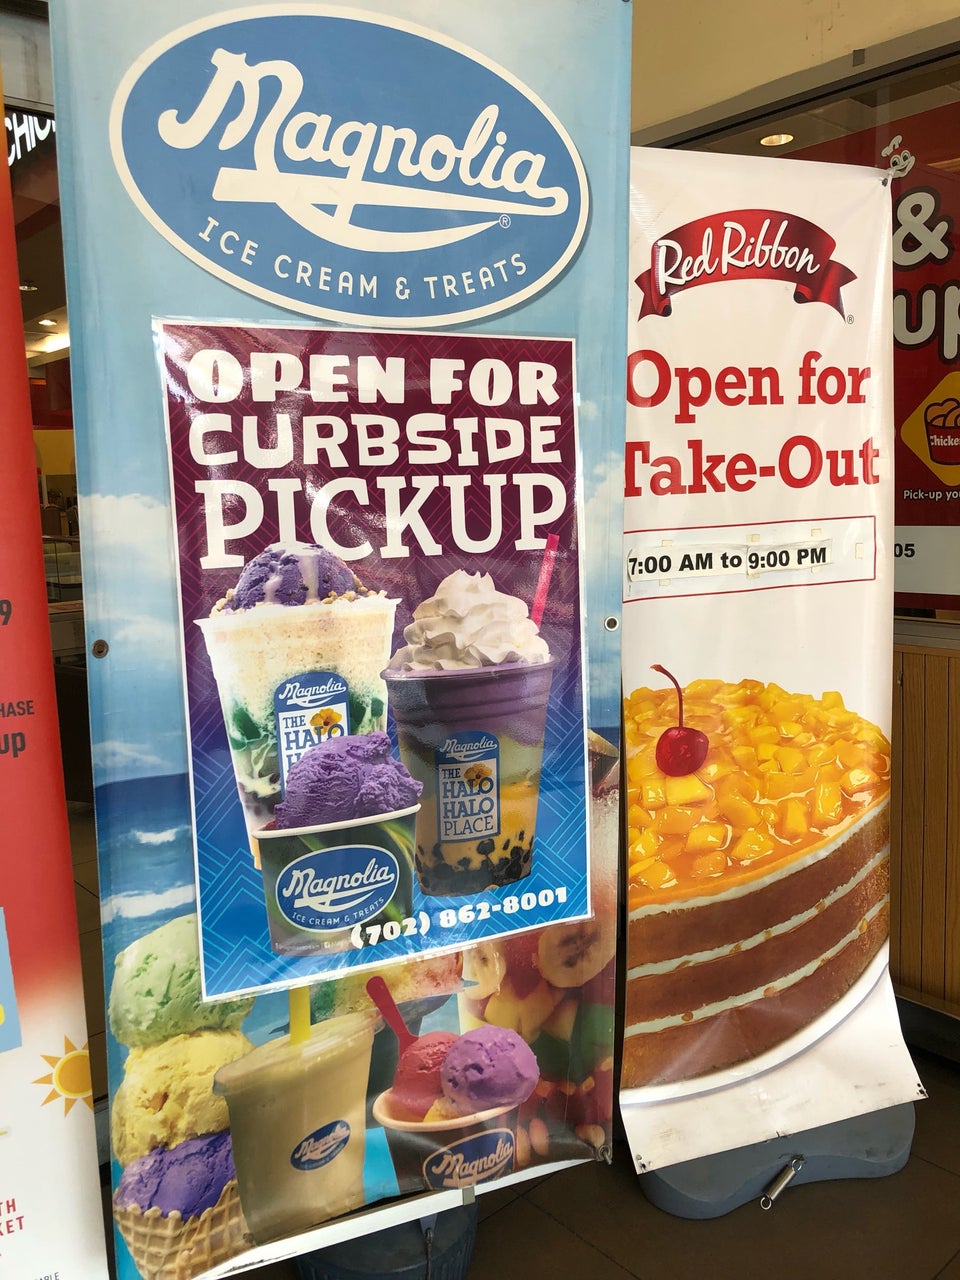 Magnolia®
ICE CREAM & TREATS
OPEN FOR
CURBSIDE
PICKUP
Magnolia
THE
HALO
Magnolia
THE
HALO
HALO
PLACE
Magnolia
ICE CREAM & TREATS
(702) 862-8001
Magnolia
Magnolia
Red Ribbon®
Open for
Take-Out
7:00 AM to 9:00 PM
&
up
Chicke
Pick-up yo
05
CHIC
9
HASE
up
TH
KET
ABLE